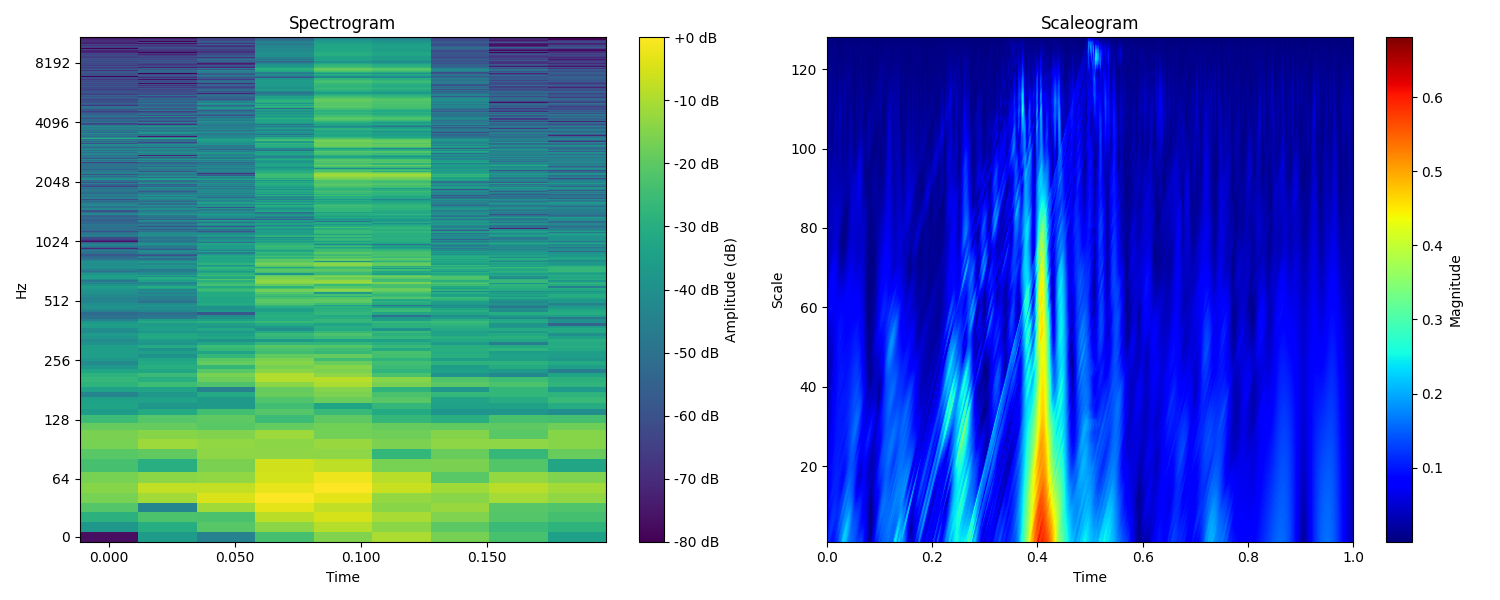 Spectrogram
8192
4096
2048
1024
512
256
128
64
0
Hz
0.000
0.050
0.100
0.150
Time
+0 dB
-10 dB
-20 dB
-30 dB
-40 dB
-50 dB
-60 dB
-70 dB
-80 dB
Amplitude (dB)
Scaleogram
120
100
80
60
40
20
Scale
0.0
0.2
0.4
0.6
0.8
1.0
Time
0.6
0.5
0.4
0.3
0.2
0.1
Magnitude